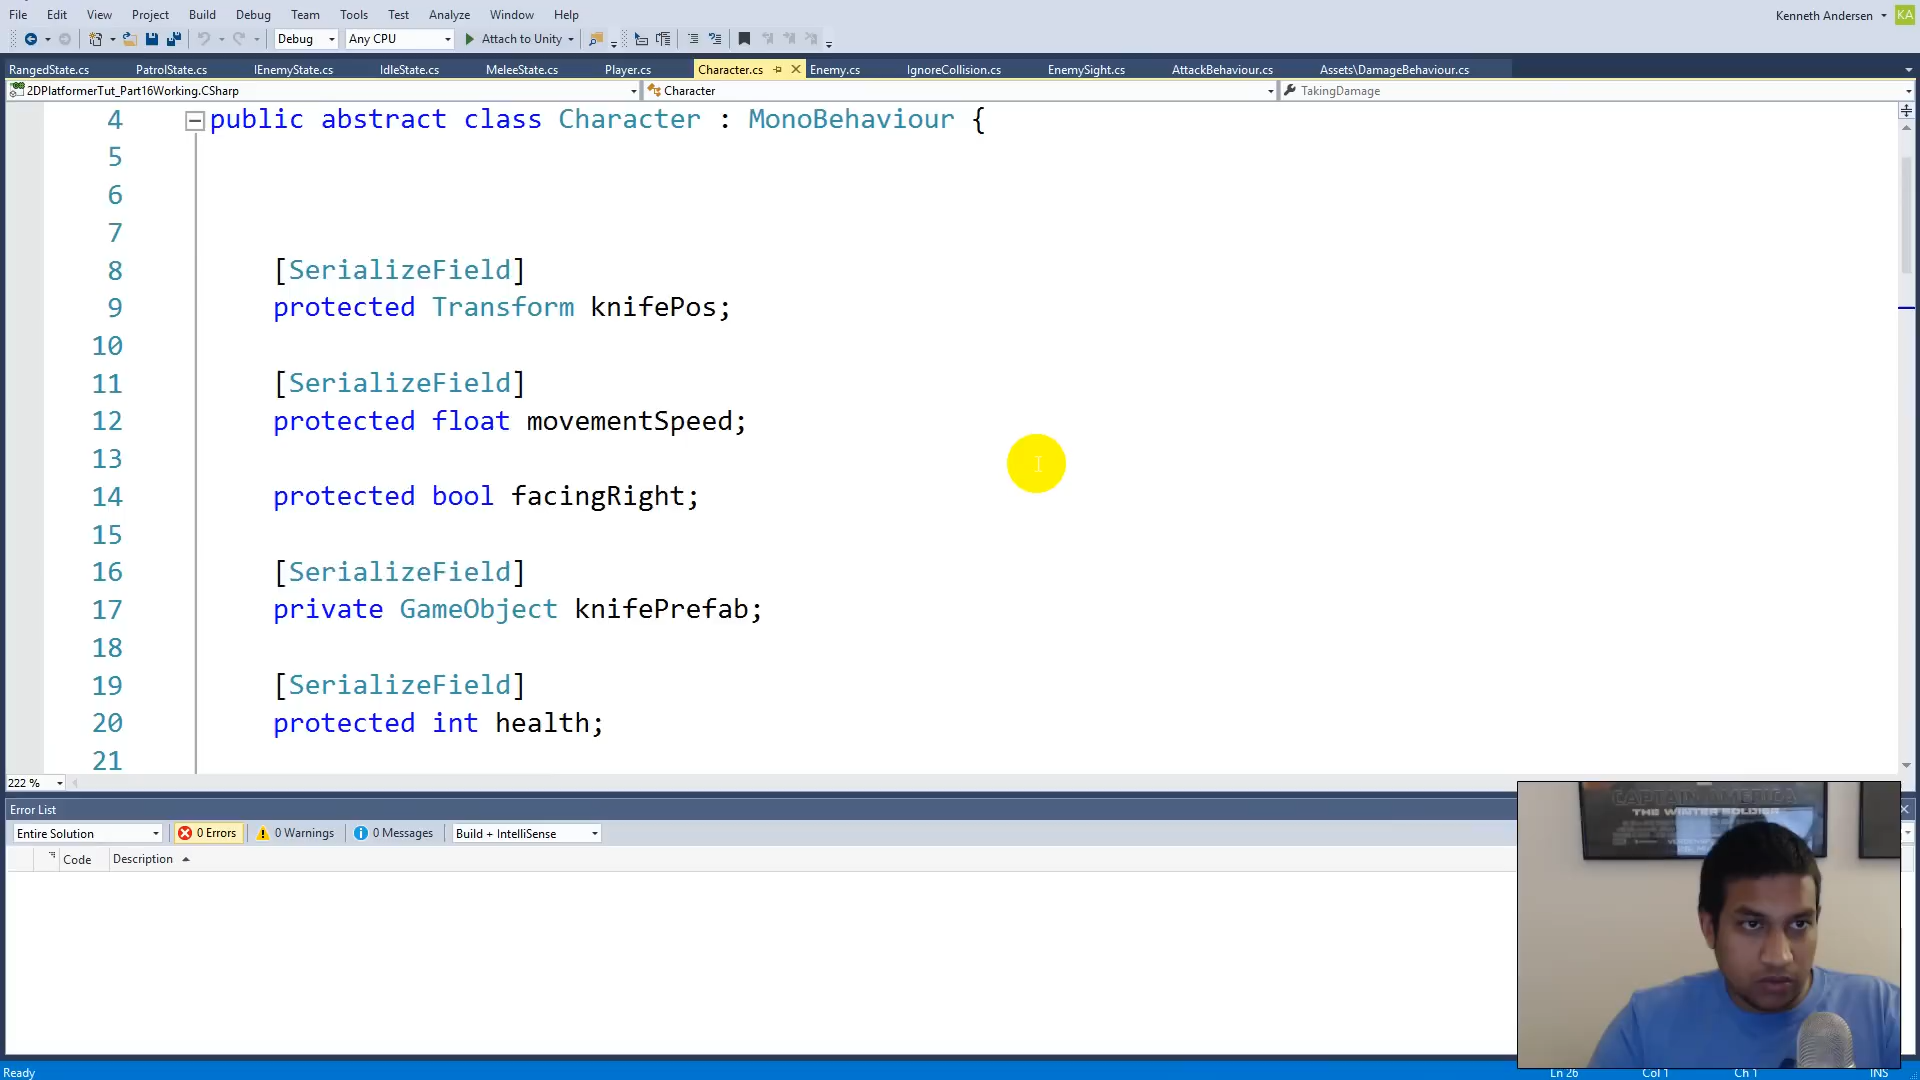 File Edit View Project Build Debug Team Tools Test Analyze Window Help Kenneth Andersen KA
Debug Any CPU Attach to Unity
RangedState.cs PatrolState.cs IEnemyState.cs IdleState.cs MeleeState.cs Player.cs Character.cs Enemy.cs IgnoreCollision.cs EnemySight.cs AttackBehaviour.cs Assets\DamageBehaviour.cs
2DPlatformerTut_Part16Working.CSharp Character TakingDamage
4 public abstract class Character : MonoBehaviour {
5
6
7
8 [SerializeField]
9 protected Transform knifePos;
10
11 [SerializeField]
12 protected float movementSpeed;
13
14 protected bool facingRight;
15
16 [SerializeField]
17 private GameObject knifePrefab;
18
19 [SerializeField]
20 protected int health;
21
222 %
Error List
Entire Solution 0 Errors 0 Warnings 0 Messages Build + IntelliSense
Code Description
CAPTAIN AMERICA
THE WINTER SOLDIER
Ready Ln 26 Col 1 Ch 1 INS